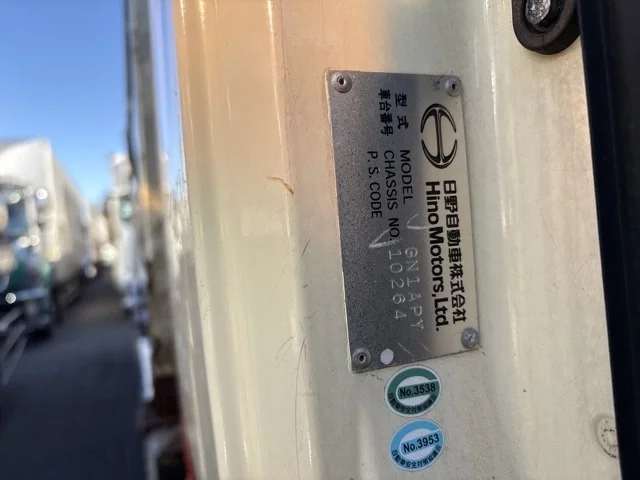 日野自動車株式会社
Hino Motors, Ltd.
型式 MODEL GN1APY
車台番号 CHASSIS NO. 10264
P. S. CODE
No.3538
No.3953